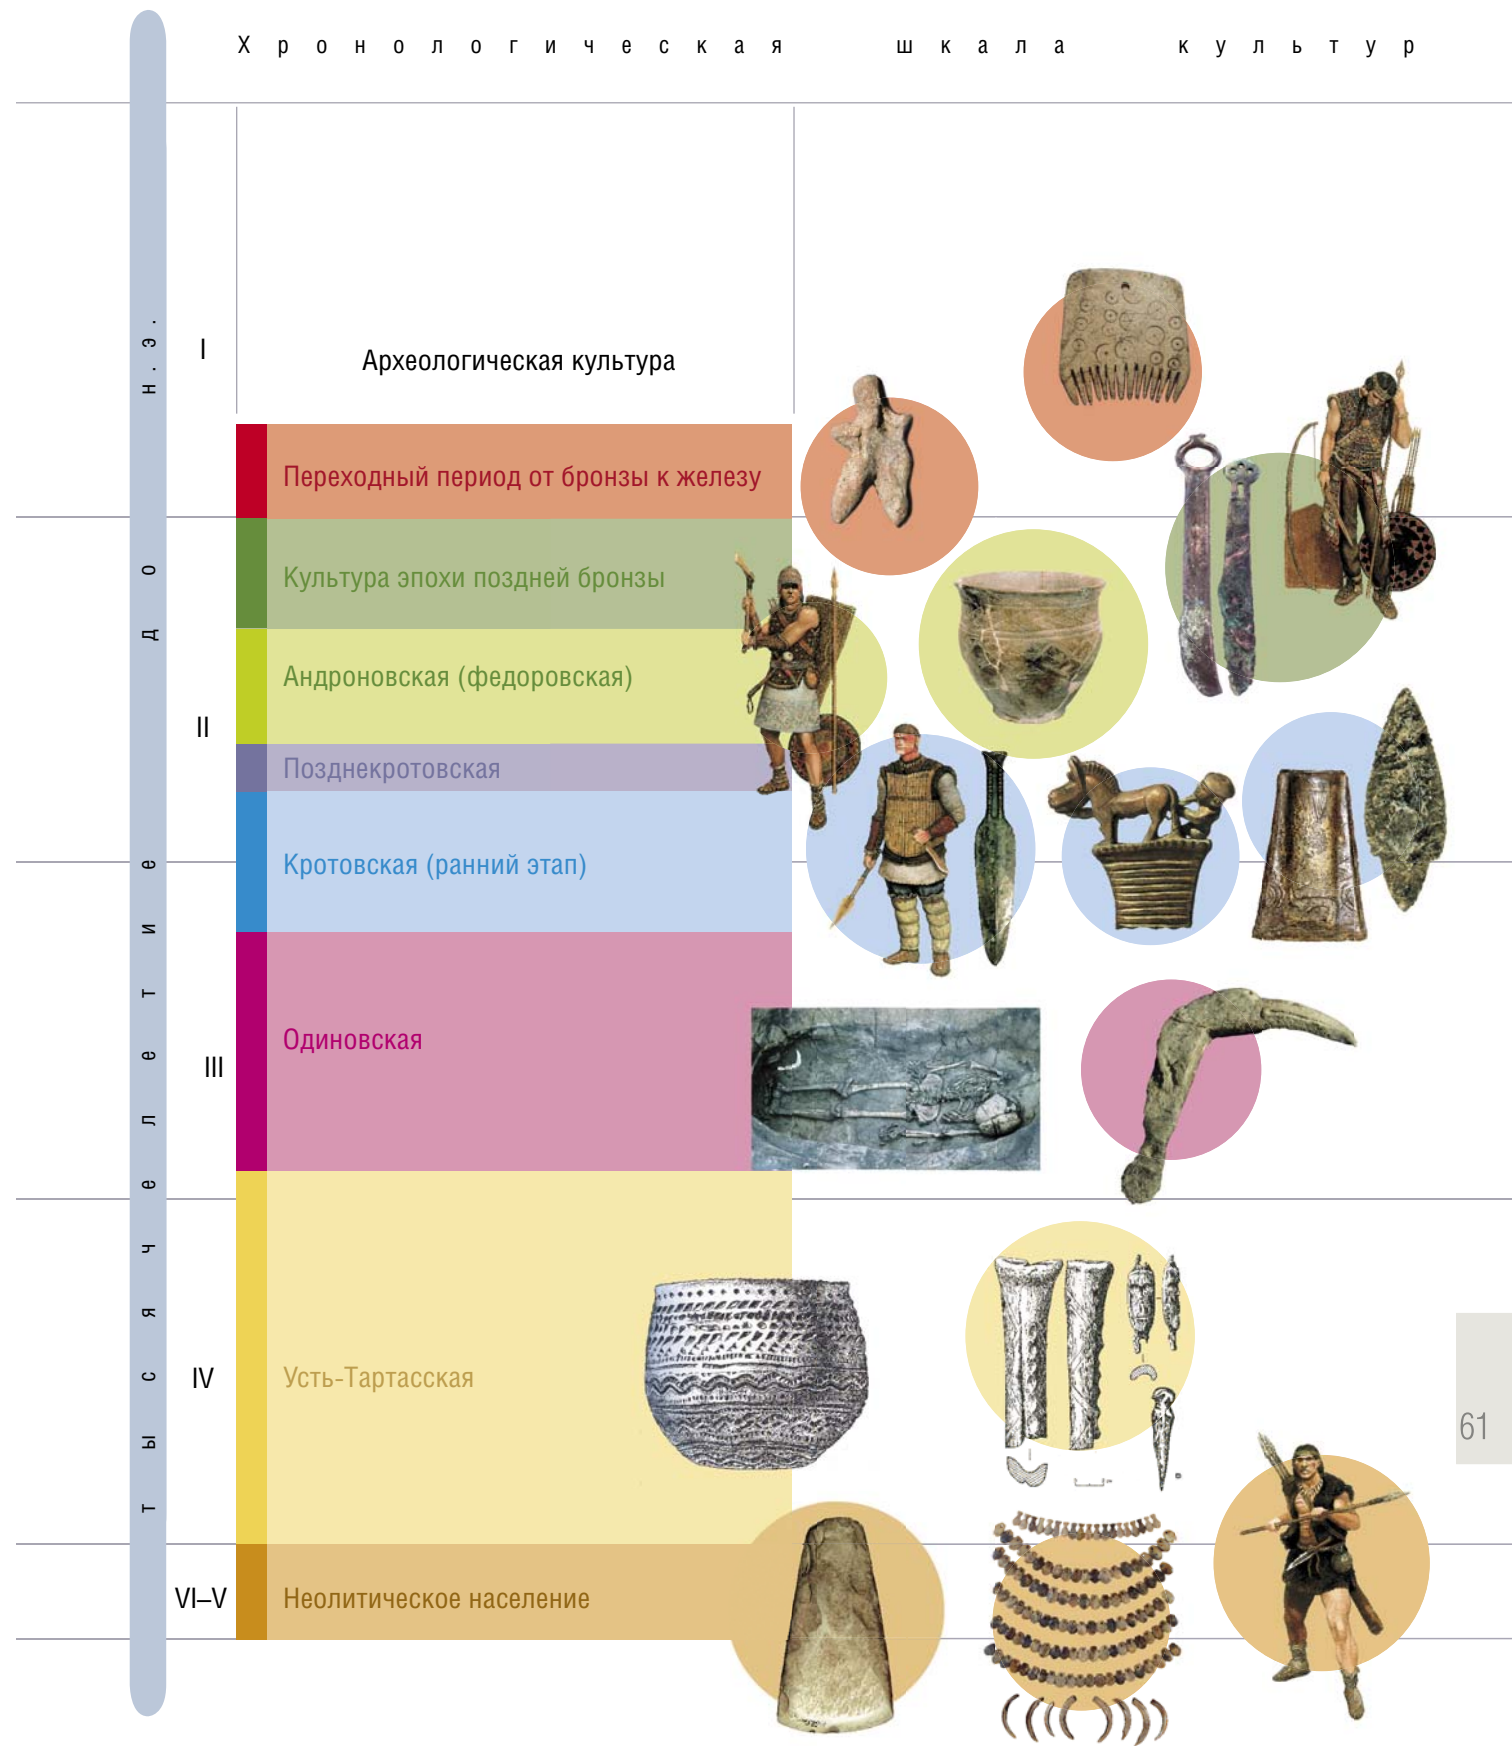 Хронологическая шкала культур
тысячелетие до н.э.
I
Археологическая культура
Переходный период от бронзы к железу
Культура эпохи поздней бронзы
Андроновская (федоровская)
II
Позднекротовская
Кротовская (ранний этап)
Одиновская
III
IV
Усть-Тартасская
61
VI–V
Неолитическое население